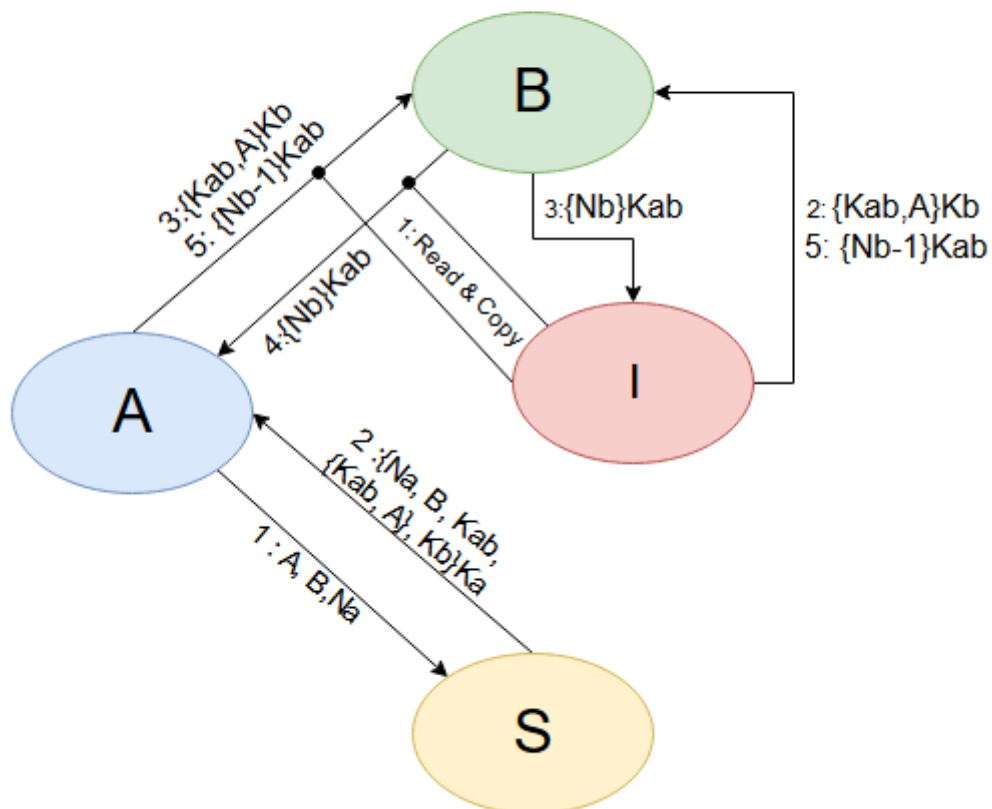 B
3:{Kab,A}Kb
5: {Nb-1}Kab
4:{Nb}Kab
1: Read & Copy
3:{Nb}Kab
2: {Kab,A}Kb
5: {Nb-1}Kab
A
I
2 :{Na, B, Kab,
{Kab, A}, Kb}Ka
1 : A, B,Na
S